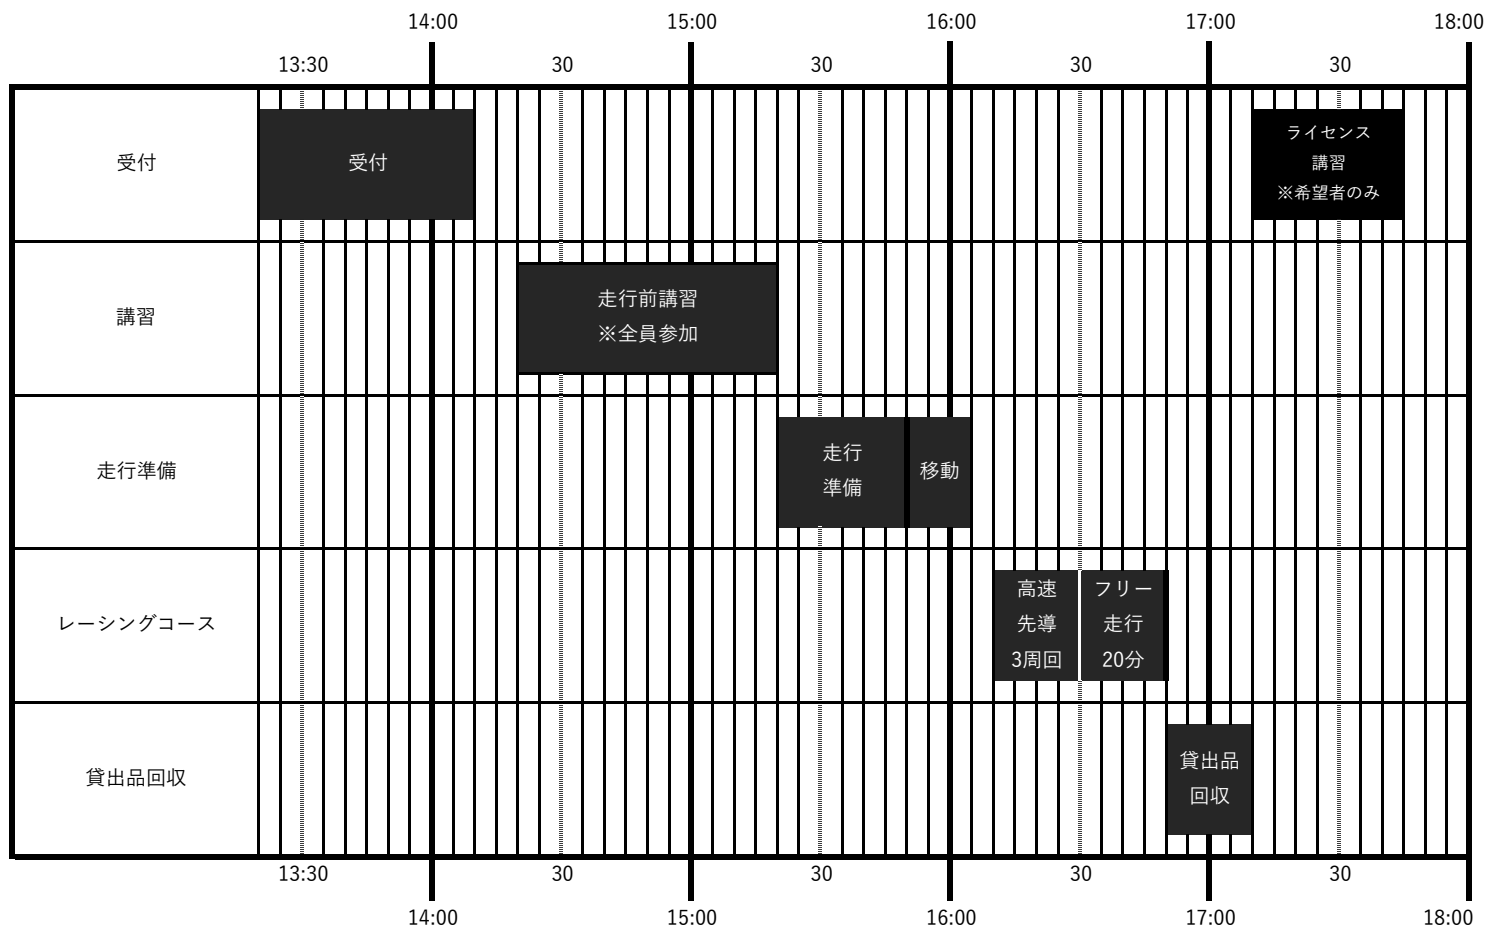 14:00 15:00 16:00 17:00 18:00
13:30 30 30 30 30
受付
受付
ライセンス
講習
※希望者のみ
講習
走行前講習
※全員参加
走行準備
走行
準備
移動
レーシングコース
高速
先導
3周回
フリー
走行
20分
貸出品回収
貸出品
回収
13:30 30 30 30 30
14:00 15:00 16:00 17:00 18:00